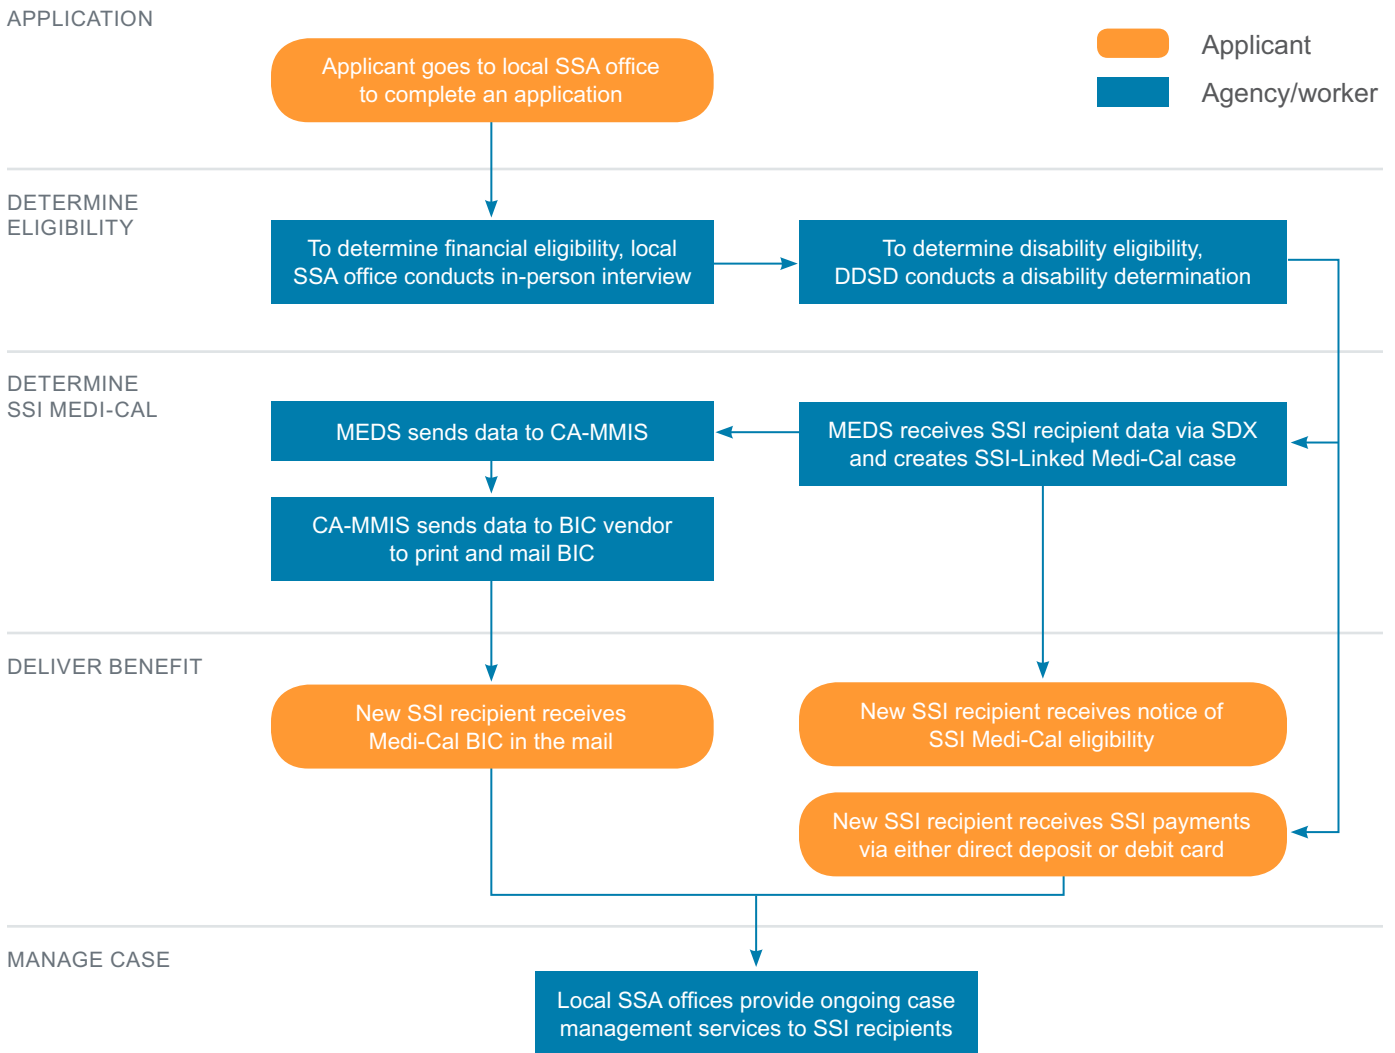 APPLICATION
Applicant goes to local SSA office
to complete an application
Applicant
Agency/worker
DETERMINE
ELIGIBILITY
To determine financial eligibility, local
SSA office conducts in-person interview
To determine disability eligibility,
DDSD conducts a disability determination
DETERMINE
SSI MEDI-CAL
MEDS sends data to CA-MMIS
MEDS receives SSI recipient data via SDX
and creates SSI-Linked Medi-Cal case
CA-MMIS sends data to BIC vendor
to print and mail BIC
DELIVER BENEFIT
New SSI recipient receives
Medi-Cal BIC in the mail
New SSI recipient receives notice of
SSI Medi-Cal eligibility
New SSI recipient receives SSI payments
via either direct deposit or debit card
MANAGE CASE
Local SSA offices provide ongoing case
management services to SSI recipients